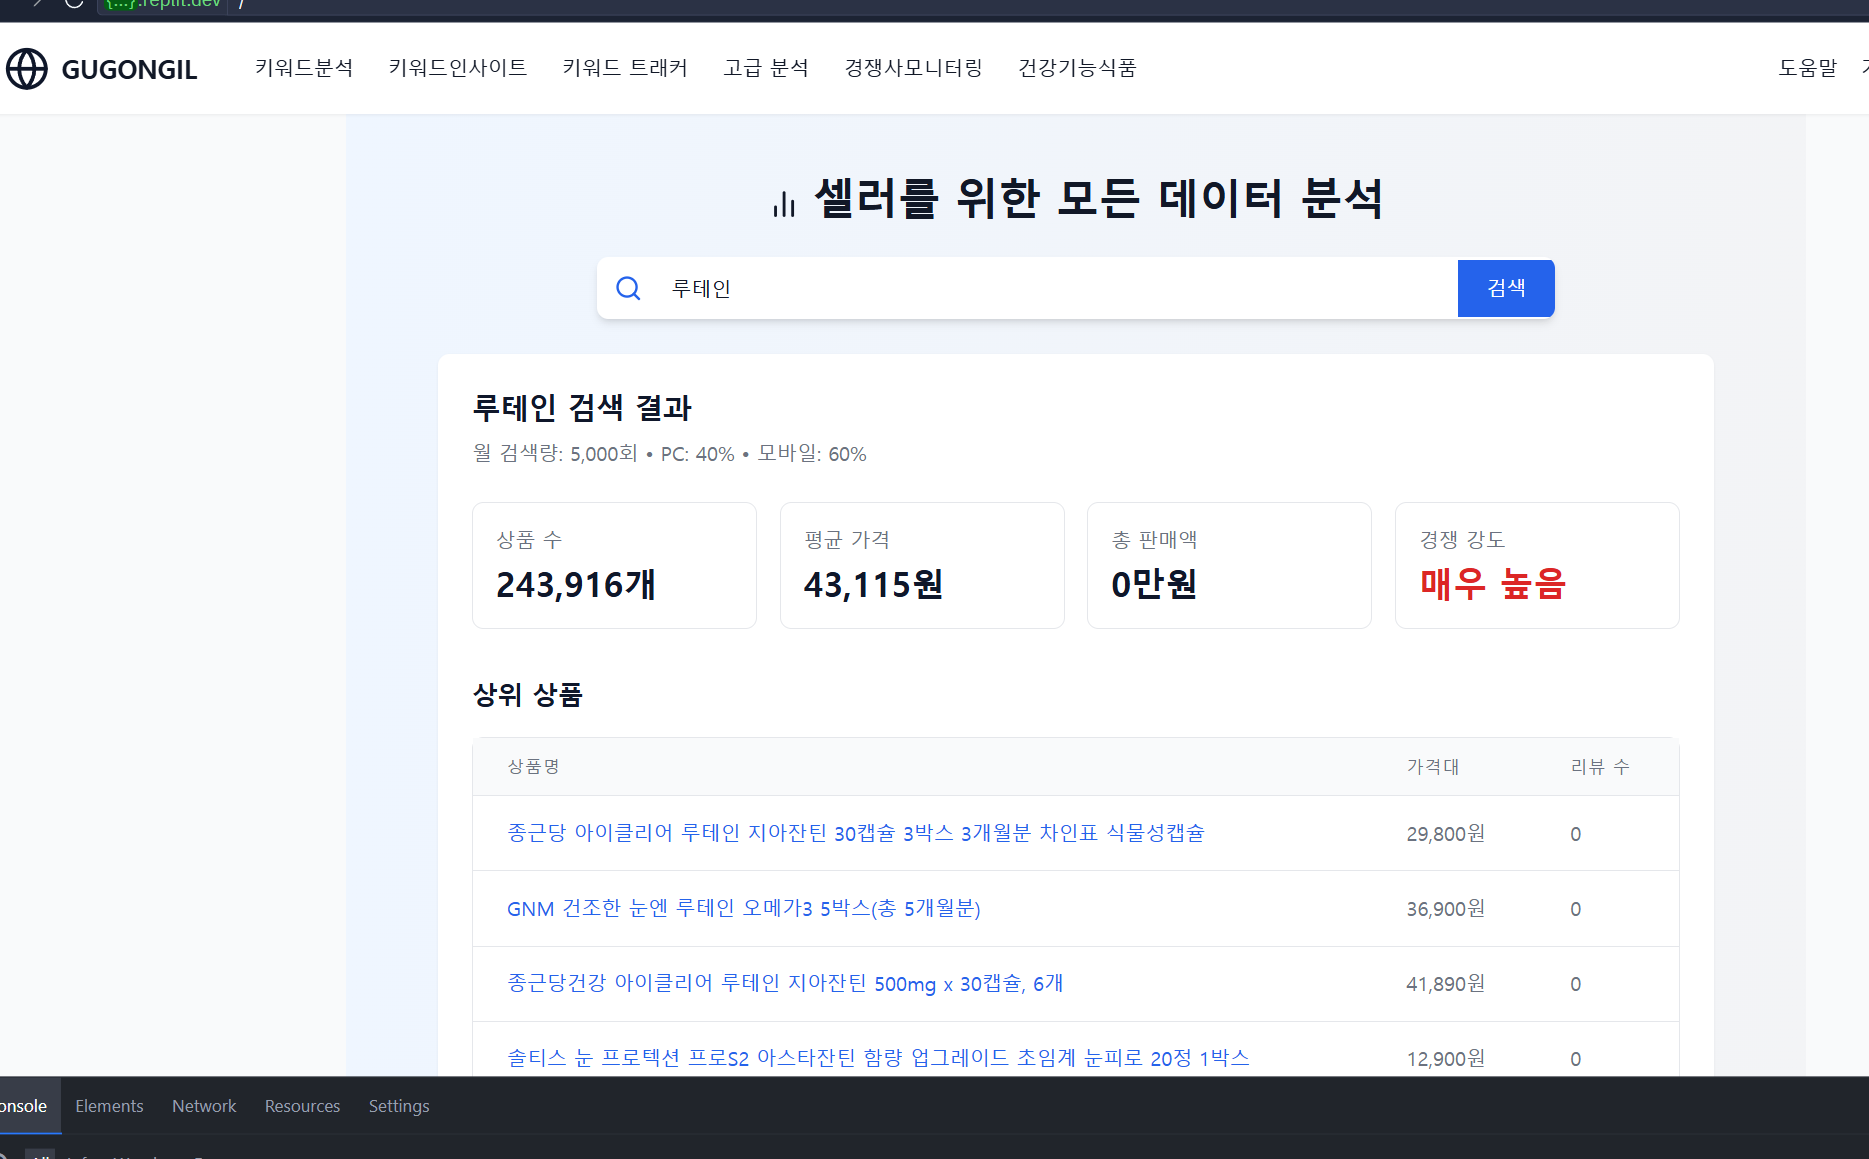 {...}.replit.dev /
GUGONGIL 키워드분석 키워드인사이트 키워드 트래커 고급 분석 경쟁사모니터링 건강기능식품 도움말
셀러를 위한 모든 데이터 분석
루테인 검색
루테인 검색 결과
월 검색량: 5,000회 • PC: 40% • 모바일: 60%
상품 수 평균 가격 총 판매액 경쟁 강도
243,916개 43,115원 0만원 매우 높음
상위 상품
상품명 가격대 리뷰 수
종근당 아이클리어 루테인 지아잔틴 30캡슐 3박스 3개월분 차인표 식물성캡슐 29,800원 0
GNM 건조한 눈엔 루테인 오메가3 5박스(총 5개월분) 36,900원 0
종근당건강 아이클리어 루테인 지아잔틴 500mg x 30캡슐, 6개 41,890원 0
솔티스 눈 프로텍션 프로S2 아스타잔틴 함량 업그레이드 초임계 눈피로 20정 1박스 12,900원 0
onsole Elements Network Resources Settings